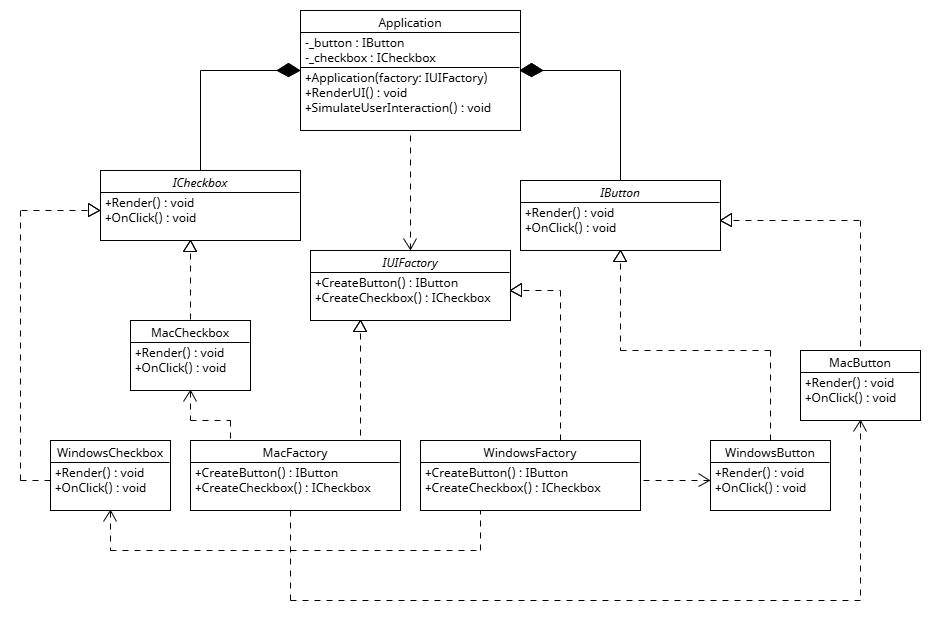 Application
-_button : IButton
-_checkbox : ICheckbox
+Application(factory: IUIFactory)
+RenderUI() : void
+SimulateUserInteraction() : void
ICheckbox
+Render() : void
+OnClick() : void
IButton
+Render() : void
+OnClick() : void
IUIFactory
+CreateButton() : IButton
+CreateCheckbox() : ICheckbox
MacCheckbox
+Render() : void
+OnClick() : void
MacButton
+Render() : void
+OnClick() : void
WindowsCheckbox
+Render() : void
+OnClick() : void
MacFactory
+CreateButton() : IButton
+CreateCheckbox() : ICheckbox
WindowsFactory
+CreateButton() : IButton
+CreateCheckbox() : ICheckbox
WindowsButton
+Render() : void
+OnClick() : void